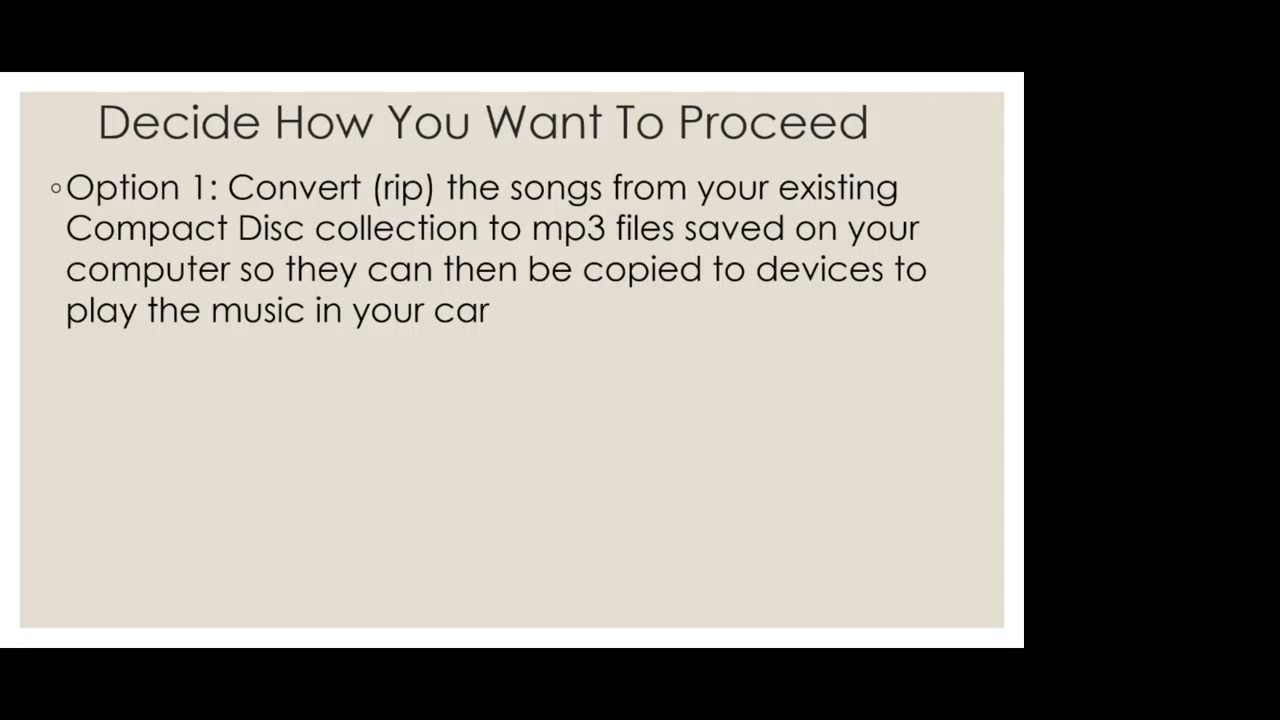 Decide How You Want To Proceed
◦Option 1: Convert (rip) the songs from your existing
Compact Disc collection to mp3 files saved on your
computer so they can then be copied to devices to
play the music in your car